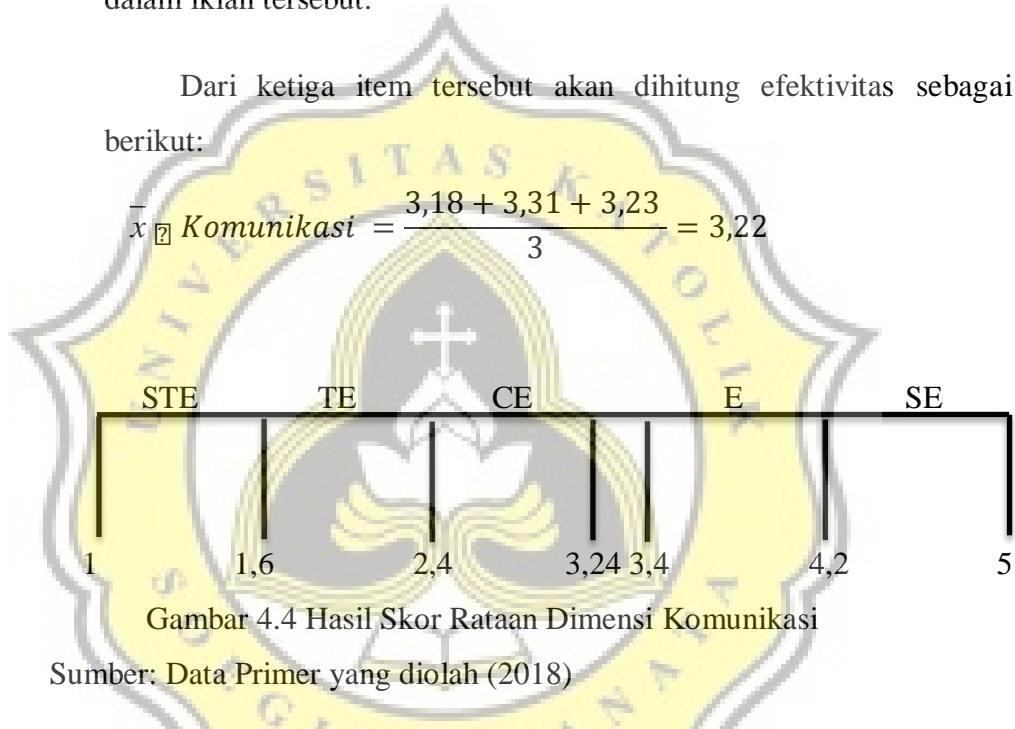 dalam iklan tersebut.
Dari ketiga item tersebut akan dihitung efektivitas sebagai
berikut:
x̅ ⍰ Komunikasi = (3,18 + 3,31 + 3,23) / 3 = 3,22
UNIVERSITAS KATOLIK
STE TE CE E SE
1 1,6 2,4 3,24 3,4 4,2 5
Gambar 4.4 Hasil Skor Rataan Dimensi Komunikasi
Sumber: Data Primer yang diolah (2018)